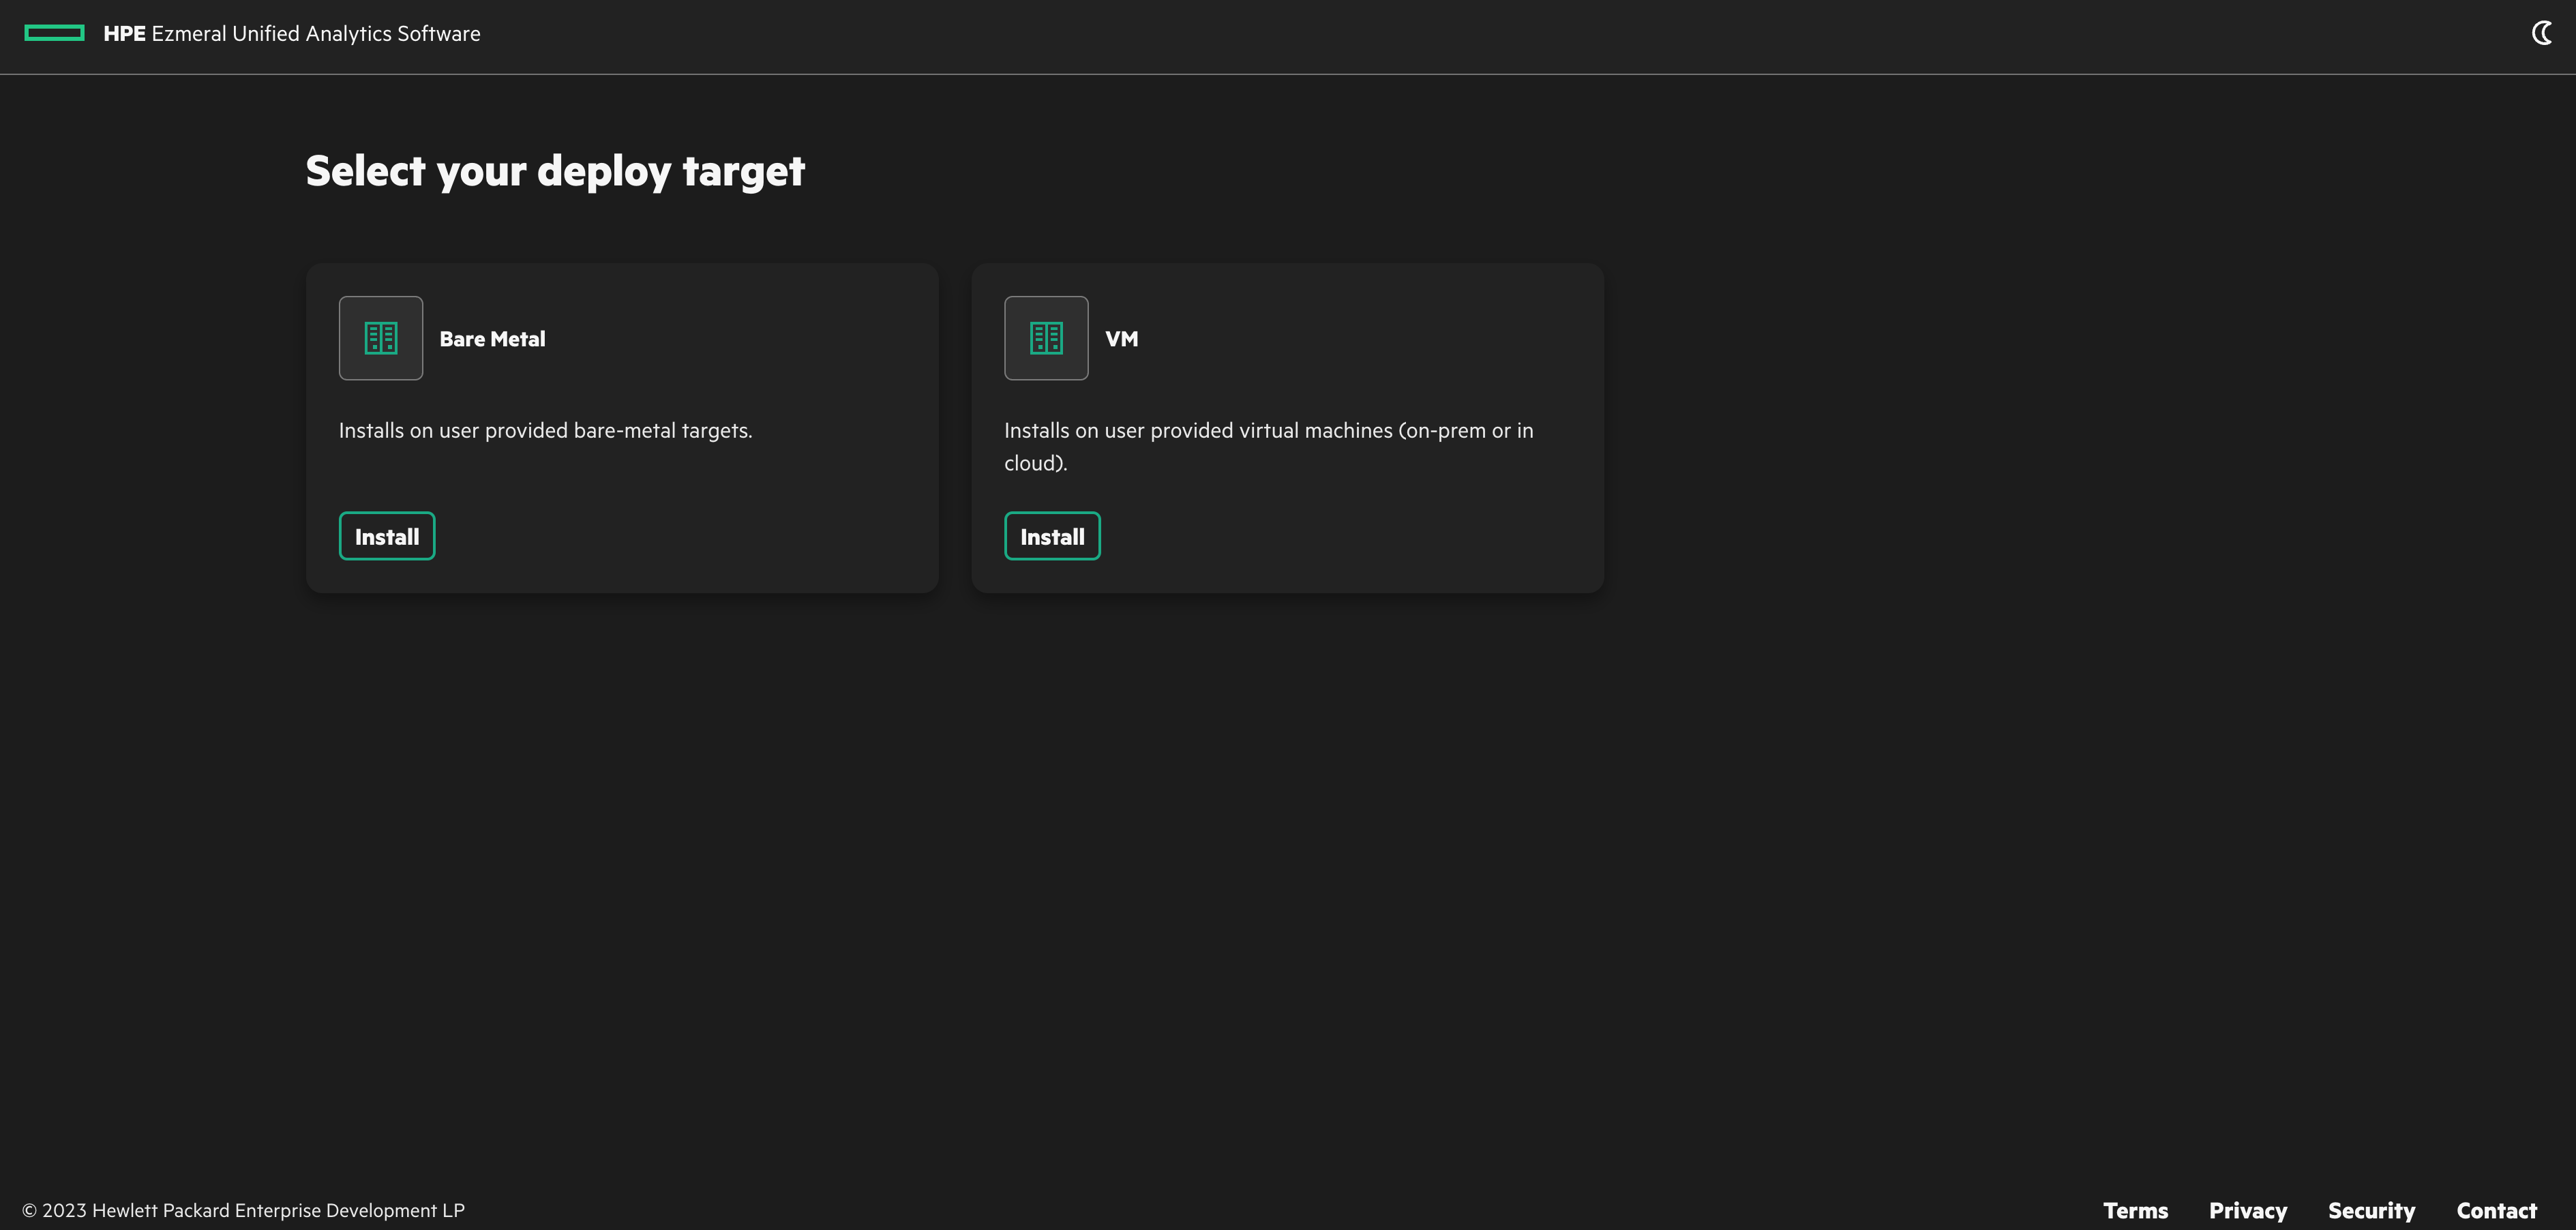 HPE Ezmeral Unified Analytics Software
Select your deploy target
Bare Metal
Installs on user provided bare-metal targets.
Install
VM
Installs on user provided virtual machines (on-prem or in
cloud).
Install
© 2023 Hewlett Packard Enterprise Development LP
Terms Privacy Security Contact